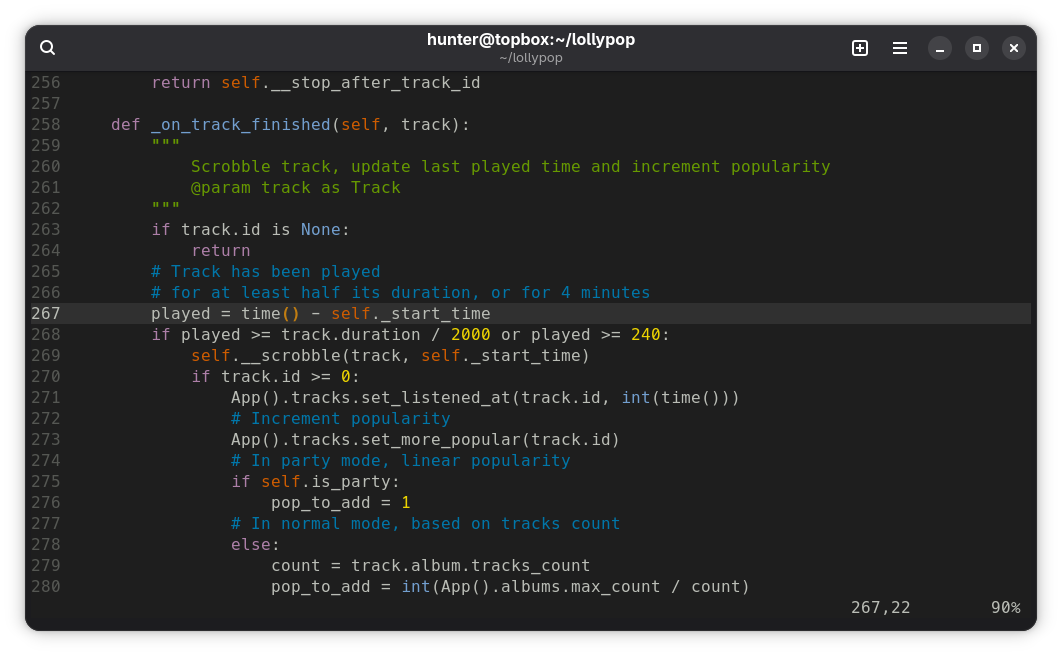 hunter@topbox:~/lollypop
~/lollypop
256         return self.__stop_after_track_id
257
258     def _on_track_finished(self, track):
259         """
260             Scrobble track, update last played time and increment popularity
261             @param track as Track
262         """
263         if track.id is None:
264             return
265         # Track has been played
266         # for at least half its duration, or for 4 minutes
267         played = time() - self._start_time
268         if played >= track.duration / 2000 or played >= 240:
269             self.__scrobble(track, self._start_time)
270             if track.id >= 0:
271                 App().tracks.set_listened_at(track.id, int(time()))
272                 # Increment popularity
273                 App().tracks.set_more_popular(track.id)
274                 # In party mode, linear popularity
275                 if self.is_party:
276                     pop_to_add = 1
277                 # In normal mode, based on tracks count
278                 else:
279                     count = track.album.tracks_count
280                     pop_to_add = int(App().albums.max_count / count)
267,22        90%